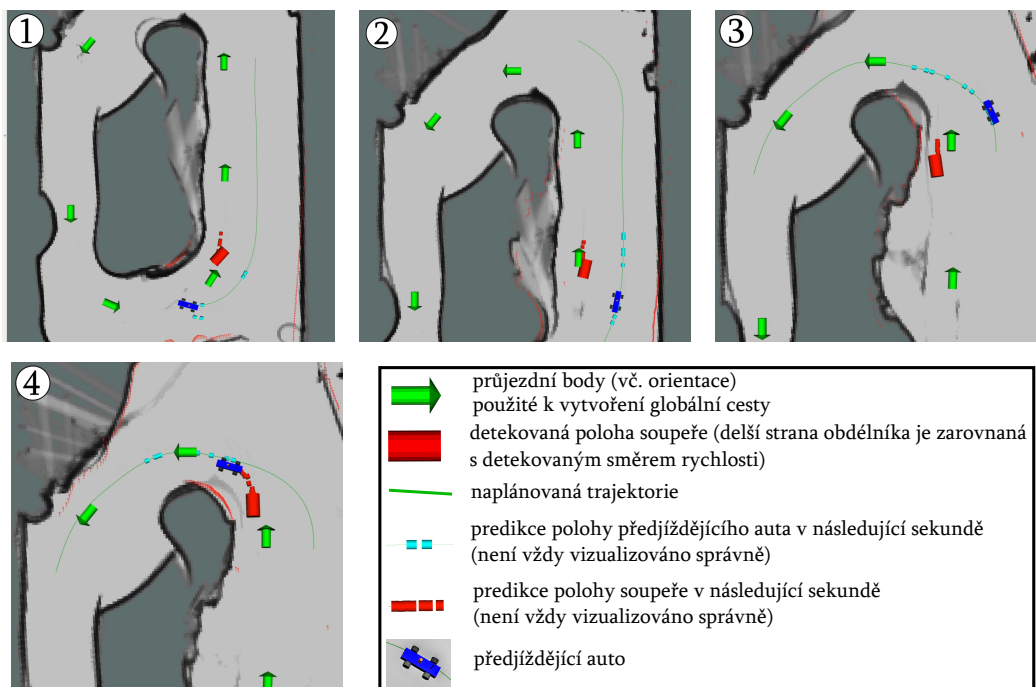 1
2
3
4
průjezdní body (vč. orientace)
použité k vytvoření globální cesty
detekovaná poloha soupeře (delší strana obdélníka je zarovnaná
s detekovaným směrem rychlosti)
naplánovaná trajektorie
predikce polohy předjíždějícího auta v následující sekundě
(není vždy vizualizováno správně)
predikce polohy soupeře v následující sekundě
(není vždy vizualizováno správně)
předjíždějící auto